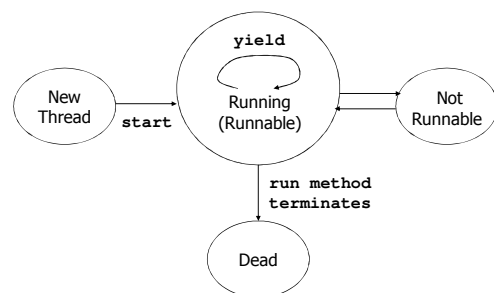 yield
New
Thread
start
Running
(Runnable)
Not
Runnable
run method
terminates
Dead